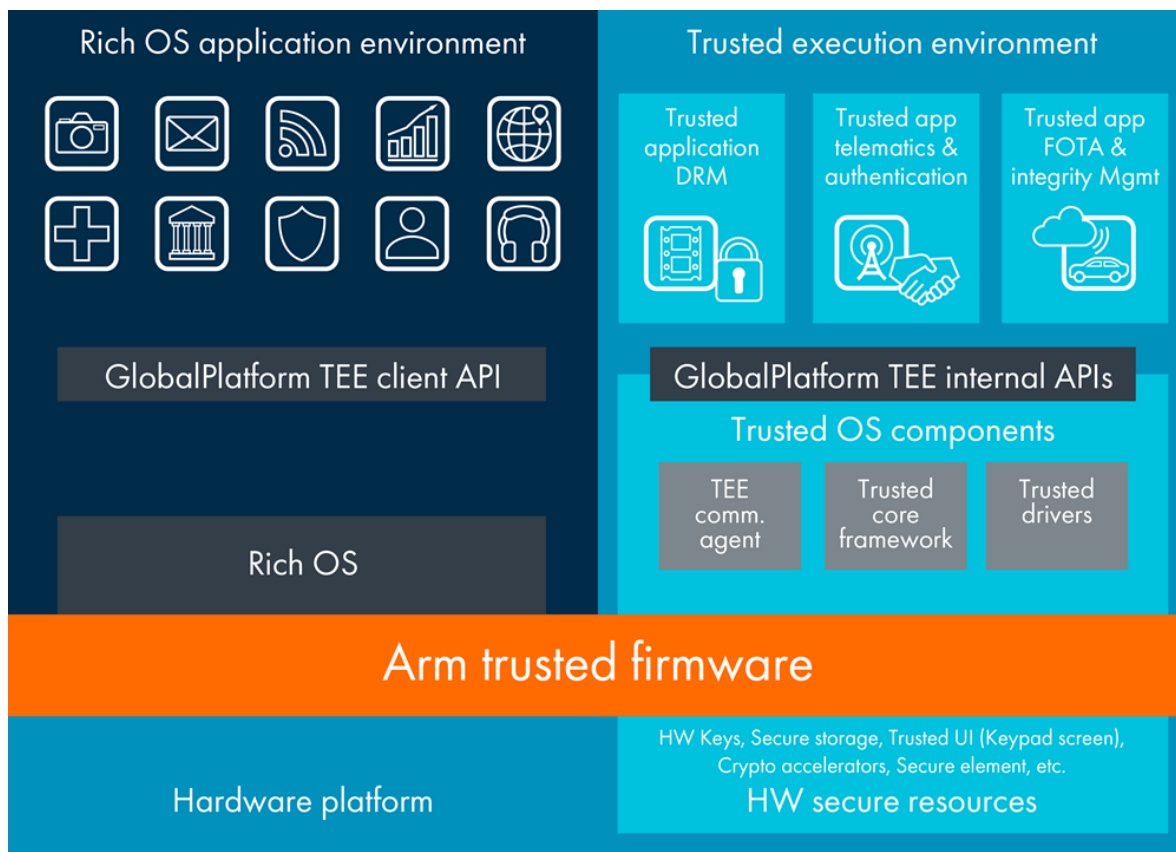 Rich OS application environment
Trusted execution environment
Trusted
application
DRM
Trusted app
telematics &
authentication
Trusted app
FOTA &
integrity Mgmt
GlobalPlatform TEE client API
GlobalPlatform TEE internal APIs
Trusted OS components
TEE
comm.
agent
Trusted
core
framework
Trusted
drivers
Rich OS
Arm trusted firmware
HW Keys, Secure storage, Trusted UI (Keypad screen),
Crypto accelerators, Secure element, etc.
Hardware platform
HW secure resources